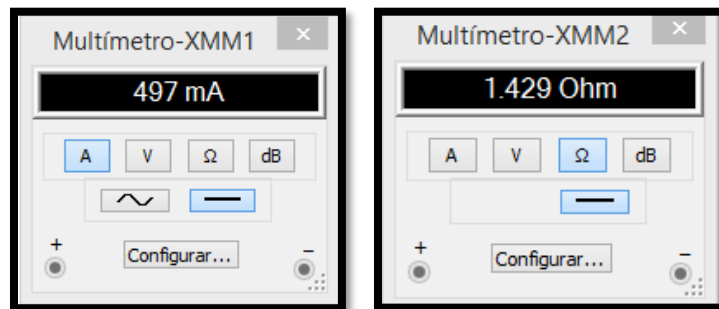 Multímetro-XMM1
497 mA
A V Ω dB
+ Configurar... –
Multímetro-XMM2
1.429 Ohm
A V Ω dB
+ Configurar... –